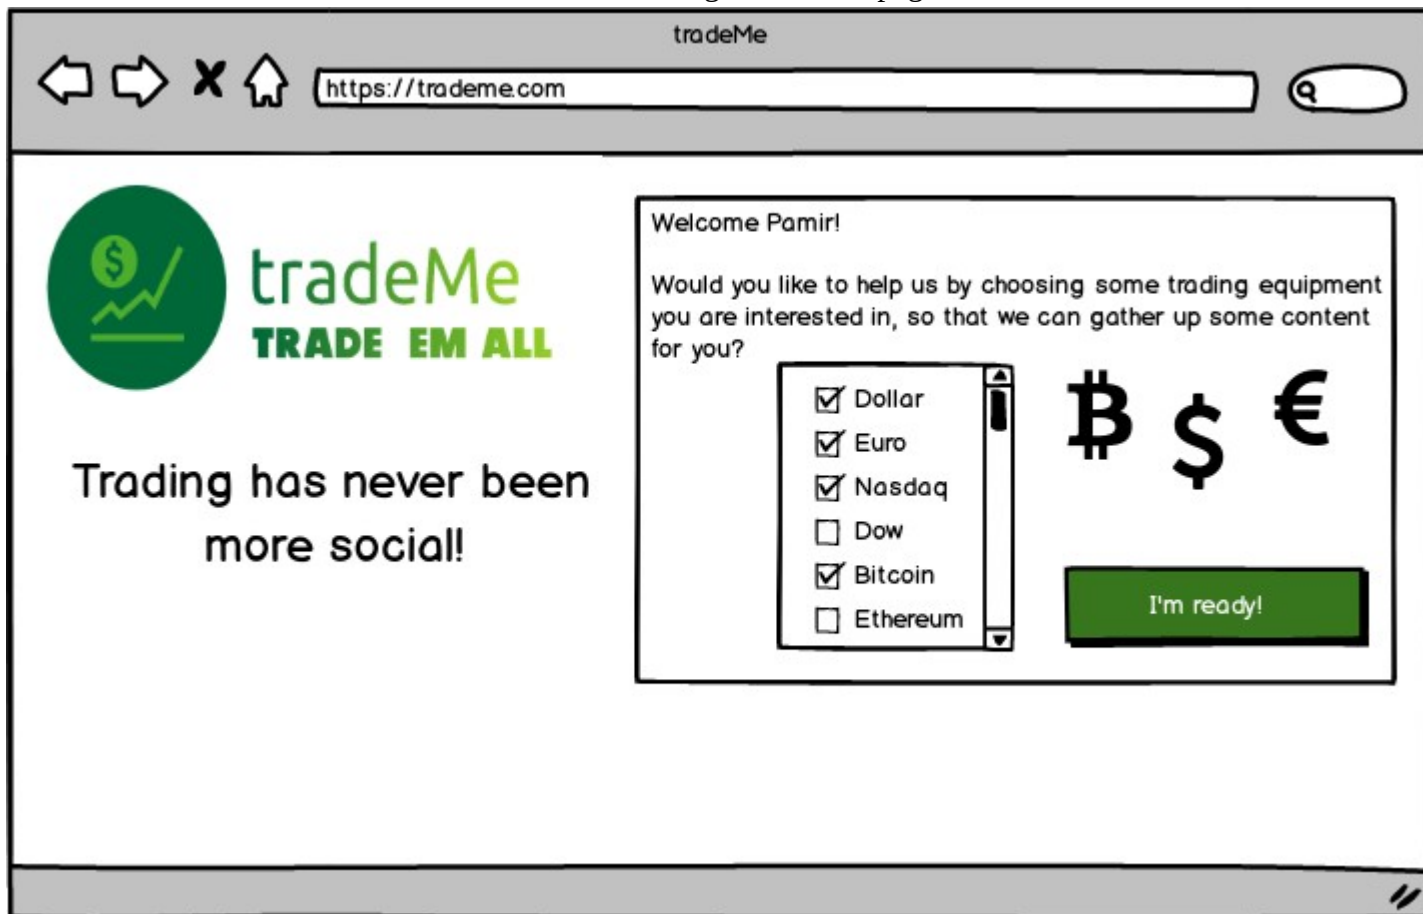 tradeMe
https://trademe.com
tradeMe
TRADE EM ALL
Trading has never been
more social!
Welcome Pamir!
Would you like to help us by choosing some trading equipment
you are interested in, so that we can gather up some content
for you?
Dollar
Euro
Nasdaq
Dow
Bitcoin
Ethereum
₿ $ €
I'm ready!